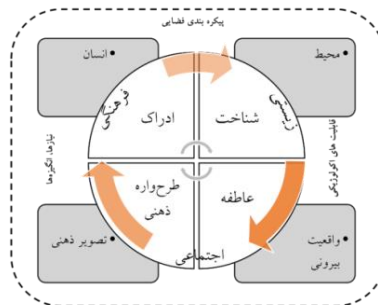 پیکره بندی فضایی
محیط
انسان
زیستی
فرهنگی
شناخت
ادراک
قابلیت های اکولوژیکی
نیازها، انگیزه‌ها
عاطفه
طرح‌واره
ذهنی
اجتماعی
واقعیت
بیرونی
تصویر ذهنی